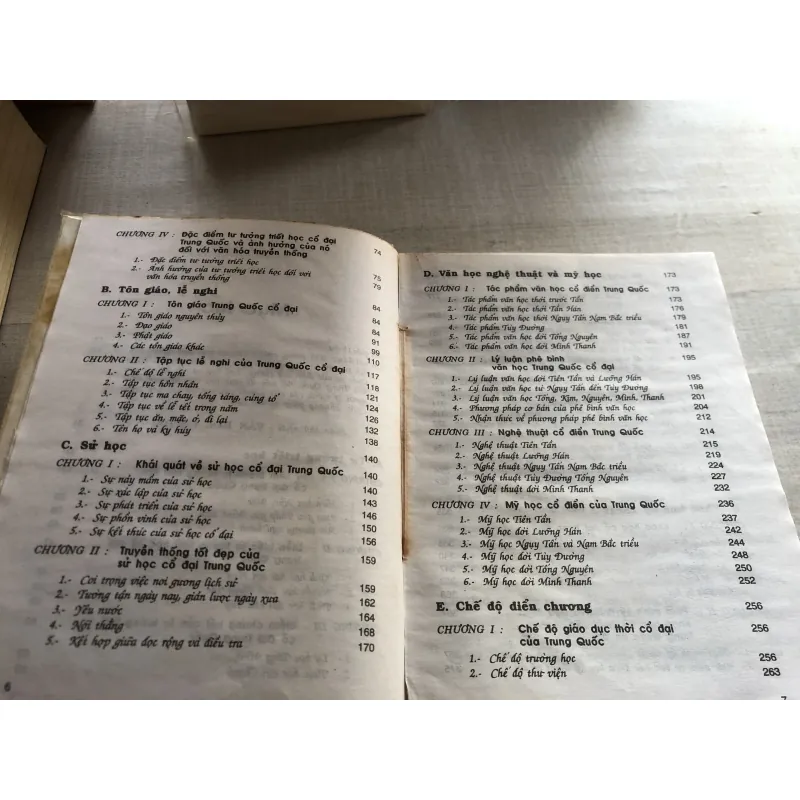 CHƯƠNG IV : Đặc điểm tư tưởng triết học cổ đại
Trung Quốc và ảnh hưởng của nó
đối với văn hóa truyền thống 74
1.- Đặc điểm tư tưởng triết học 75
2.- Ảnh hưởng của tư tưởng triết học đối với
văn hóa truyền thống 79
B. Tôn giáo, lễ nghi
CHƯƠNG I : Tôn giáo Trung Quốc cổ đại 84
1.- Tôn giáo nguyên thủy 84
2.- Đạo giáo 91
3.- Phật giáo 91
4.- Các tôn giáo khác 99
CHƯƠNG II : Tập tục lễ nghi của Trung Quốc cổ đại 110
1.- Chế độ lễ nghi 117
2.- Tập tục hôn nhân 118
3.- Tập tục ma chay, tống táng, cúng tổ 121
4.- Tập tục về lễ tết trong năm 124
5.- Tập tục ăn, mặc, ở, đi lại 126
6.- Tên họ và kỵ húy 132
138
C. Sử học
CHƯƠNG I : Khái quát về sử học cổ đại Trung Quốc 140
1.- Sự nảy mầm của sử học 140
2.- Sự xác lập của sử học 140
3.- Sự phát triển của sử học 143
4.- Sự phồn vinh của sử học 146
5.- Sự kết thúc của sử học cổ đại 150
156
CHƯƠNG II : Truyền thống tốt đẹp của
sử học cổ đại Trung Quốc 159
1.- Coi trọng việc noi gương lịch sử 159
2.- Tường tận ngày nay, giản lược ngày xưa 162
3.- Yêu nước 164
4.- Nói thẳng 168
5.- Kết hợp giữa đọc rộng và điều tra 170
6
D. Văn học nghệ thuật và mỹ học 173
CHƯƠNG I : Tác phẩm văn học cổ điển Trung Quốc 173
1.- Tác phẩm văn học thời trước Tần 173
2.- Tác phẩm văn học thời Tần Hán 176
3.- Tác phẩm văn học thời Ngụy Tấn Nam Bắc triều 179
4.- Tác phẩm Tùy Đường 181
5.- Tác phẩm văn học đời Tống Nguyên 187
6.- Tác phẩm văn học đời Minh Thanh 191
CHƯƠNG II : Lý luận phê bình
văn học Trung Quốc cổ đại 195
1.- Lý luận văn học đời Tiên Tần và Lưỡng Hán 195
2.- Lý luận văn học từ Ngụy Tấn đến Tùy Đường 198
3.- Lý luận văn học Tống, Kim, Nguyên, Minh, Thanh 201
4.- Phương pháp cơ bản của phê bình văn học 204
5.- Nhận thức về phương pháp phê bình văn học 212
CHƯƠNG III : Nghệ thuật cổ điển Trung Quốc 214
1.- Nghệ thuật Tiên Tần 215
2.- Nghệ thuật Lưỡng Hán 219
3.- Nghệ thuật Ngụy Tấn Nam Bắc triều 224
4.- Nghệ thuật Tùy Đường Tống Nguyên 227
5.- Nghệ thuật đời Minh Thanh 232
CHƯƠNG IV : Mỹ học cổ điển của Trung Quốc 236
1.- Mỹ học Tiên Tần 237
2.- Mỹ học đời Lưỡng Hán 242
3.- Mỹ học Ngụy Tấn và Nam Bắc triều 244
4.- Mỹ học đời Tùy Đường 248
5.- Mỹ học đời Tống Nguyên 250
6.- Mỹ học đời Minh Thanh 252
E. Chế độ điển chương 256
CHƯƠNG I : Chế độ giáo dục thời cổ đại 256
của Trung Quốc
1.- Chế độ trường học 256
2.- Chế độ thư viện 263
7